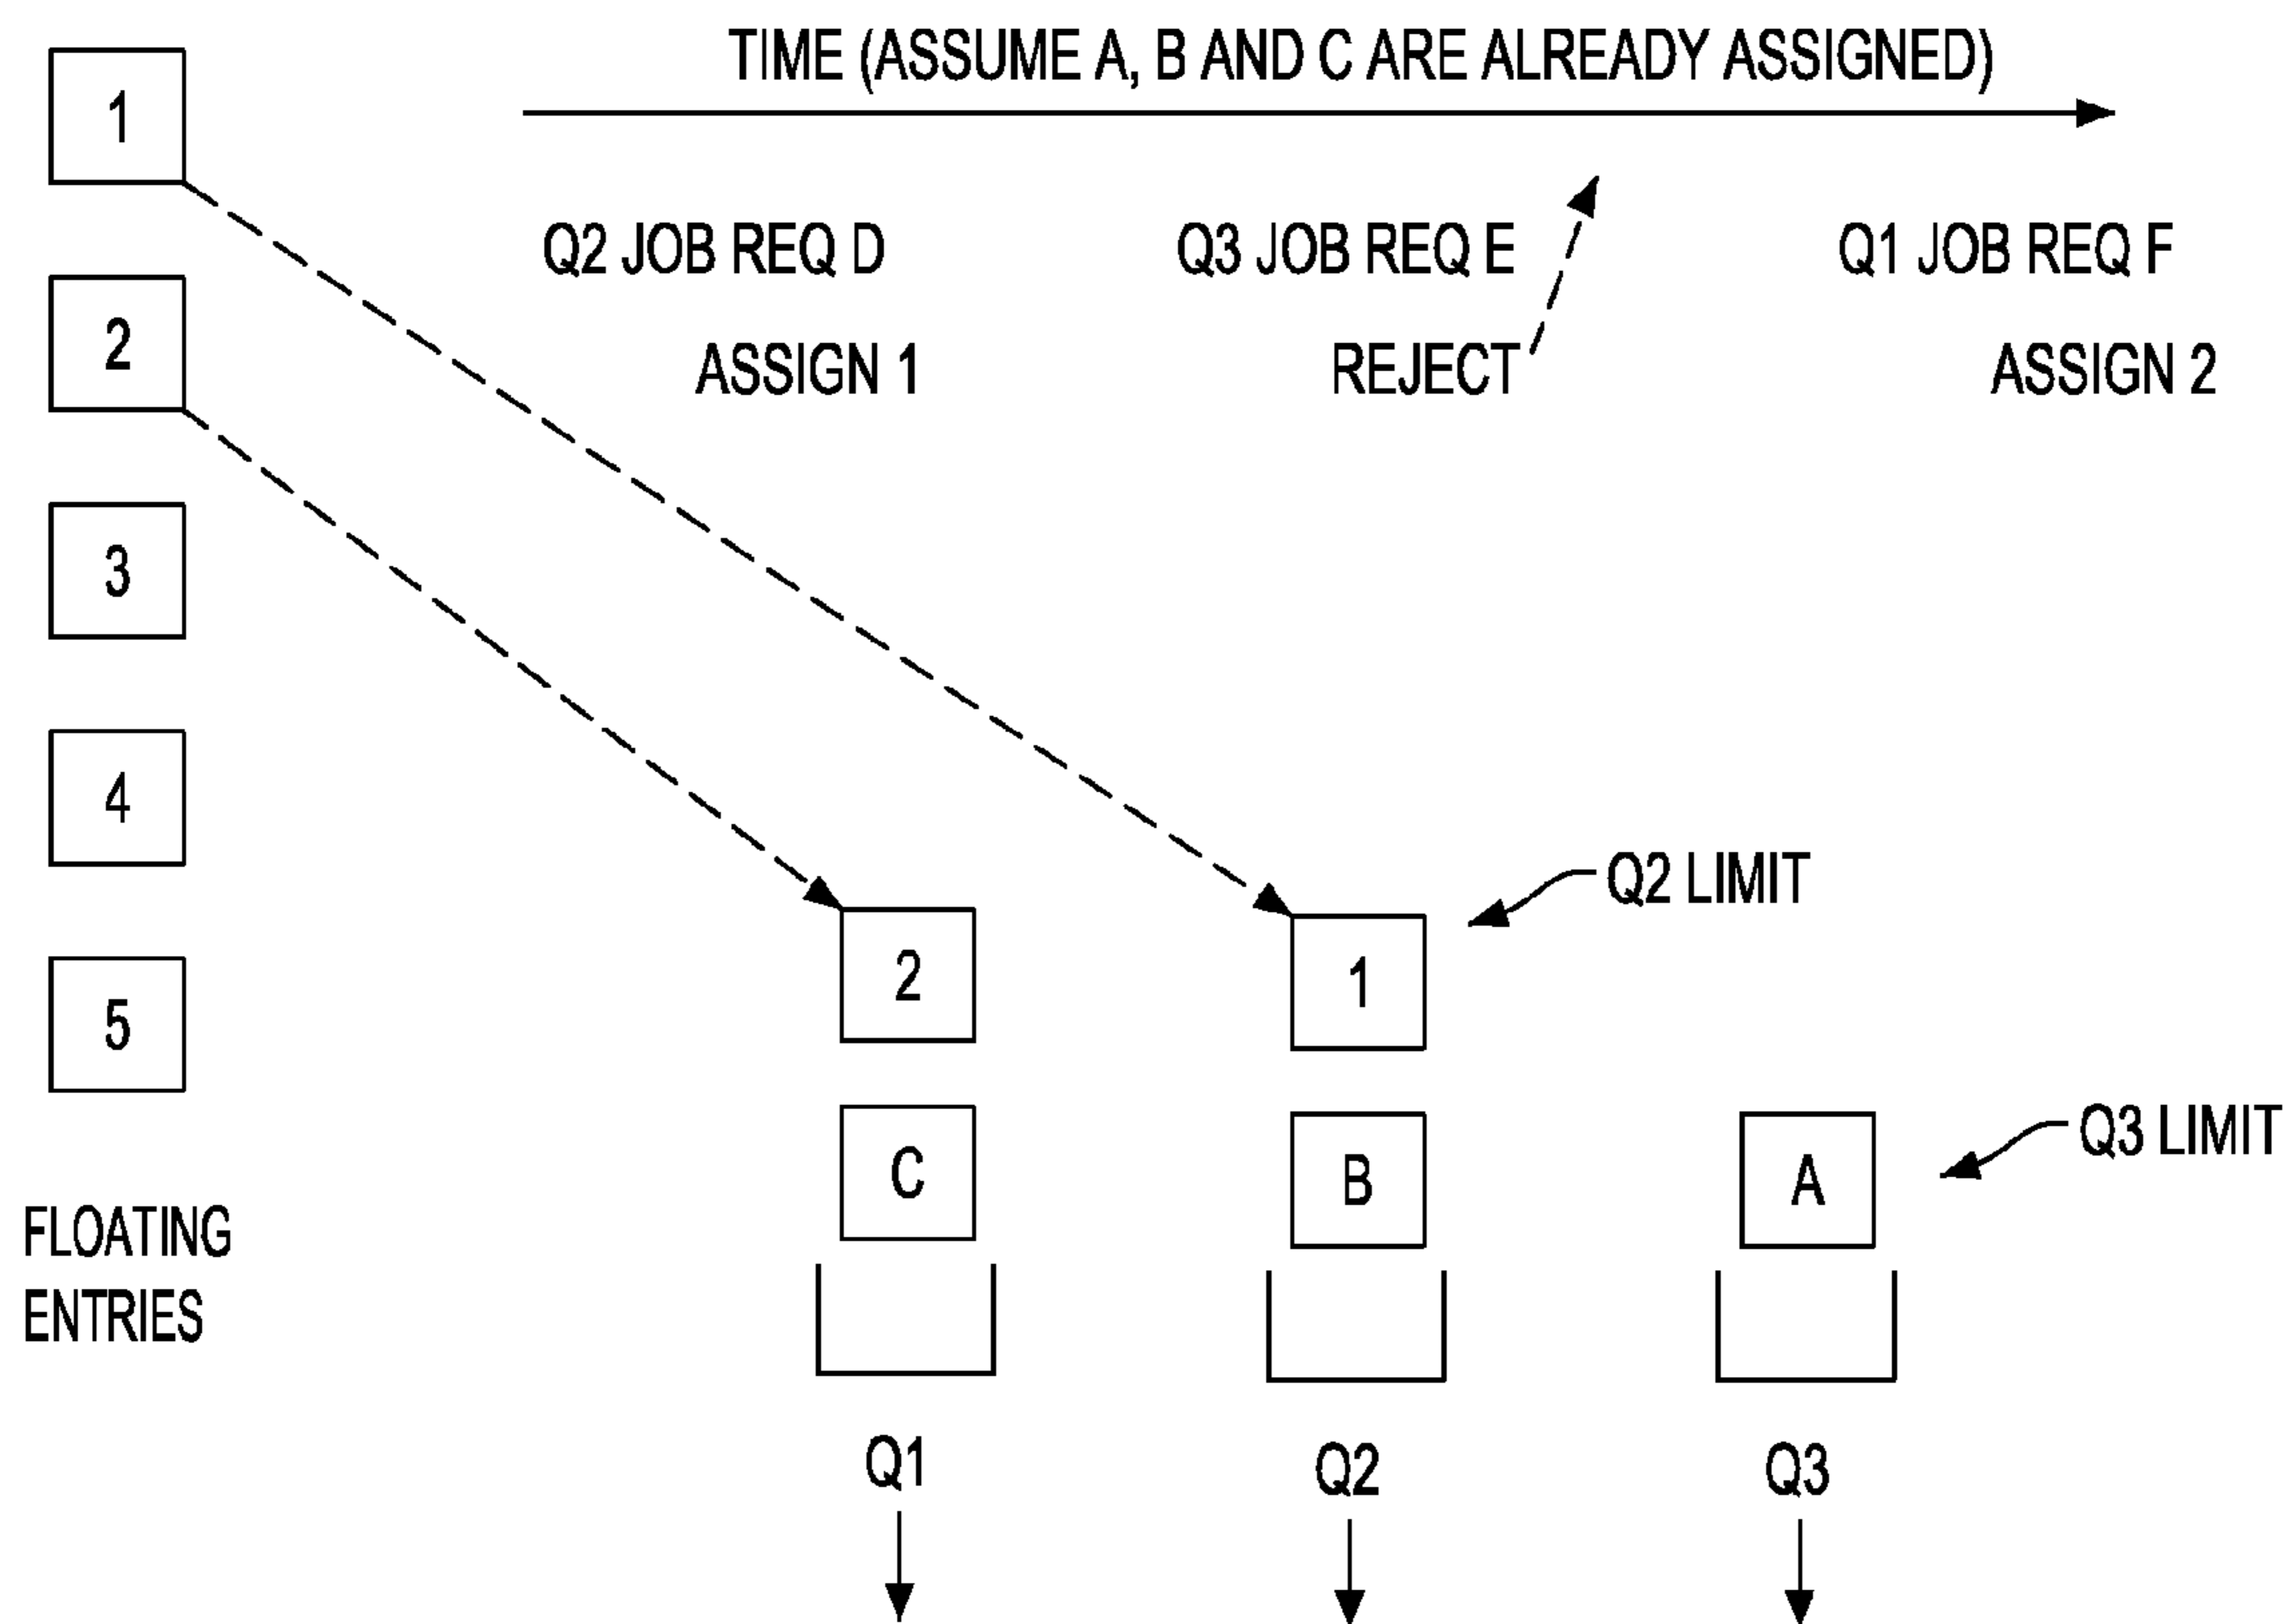 TIME (ASSUME A, B AND C ARE ALREADY ASSIGNED)
1
Q2 JOB REQ D
Q3 JOB REQ E
Q1 JOB REQ F
2
ASSIGN 1
REJECT
ASSIGN 2
3
4
Q2 LIMIT
2
1
5
Q3 LIMIT
C
B
A
FLOATING
ENTRIES
Q1
Q2
Q3